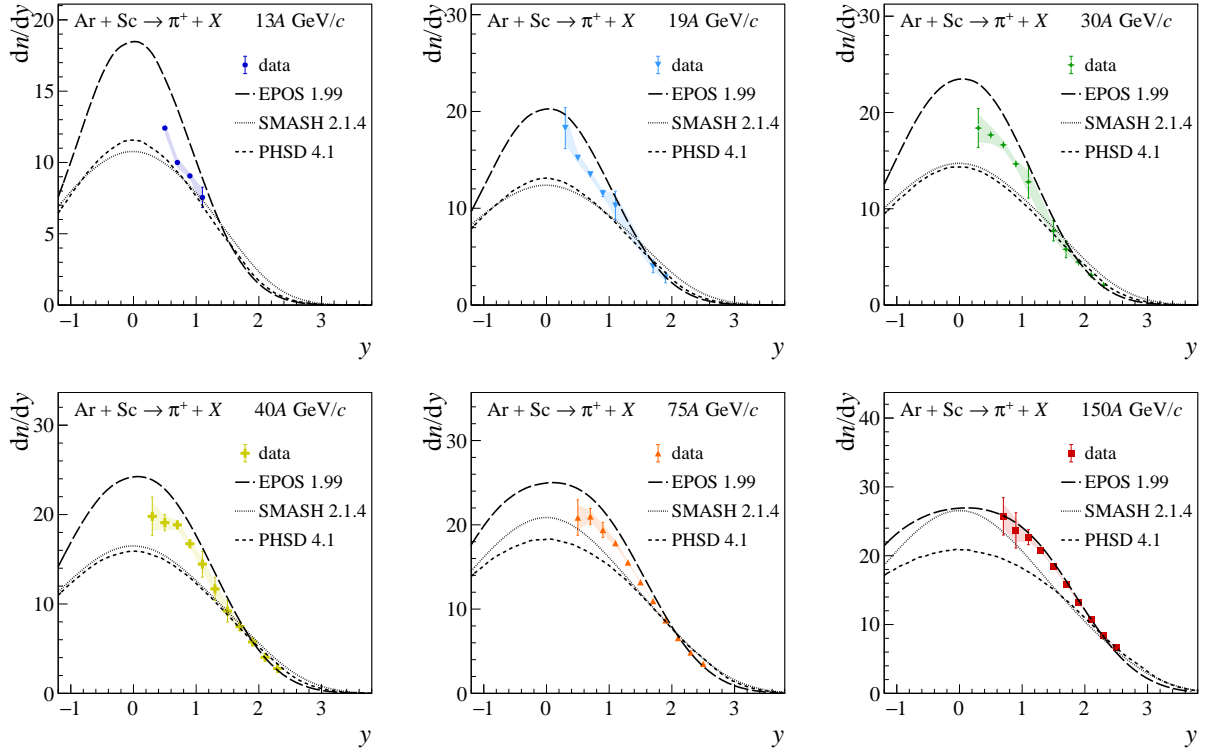 dn/dy
Ar + Sc → π⁺ + X 13A GeV/c
data
EPOS 1.99
SMASH 2.1.4
PHSD 4.1
20
15
10
5
0
−1 0 1 2 3
y
dn/dy
Ar + Sc → π⁺ + X 19A GeV/c
data
EPOS 1.99
SMASH 2.1.4
PHSD 4.1
30
20
10
0
−1 0 1 2 3
y
dn/dy
Ar + Sc → π⁺ + X 30A GeV/c
data
EPOS 1.99
SMASH 2.1.4
PHSD 4.1
30
20
10
0
−1 0 1 2 3
y
dn/dy
Ar + Sc → π⁺ + X 40A GeV/c
data
EPOS 1.99
SMASH 2.1.4
PHSD 4.1
30
20
10
0
−1 0 1 2 3
y
dn/dy
Ar + Sc → π⁺ + X 75A GeV/c
data
EPOS 1.99
SMASH 2.1.4
PHSD 4.1
30
20
10
0
−1 0 1 2 3
y
dn/dy
Ar + Sc → π⁺ + X 150A GeV/c
data
EPOS 1.99
SMASH 2.1.4
PHSD 4.1
40
30
20
10
0
−1 0 1 2 3
y